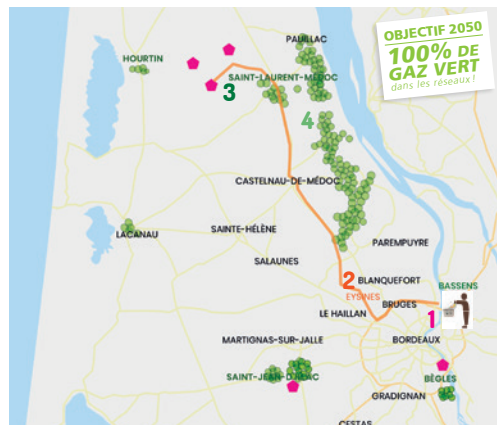 OBJECTIF 2050
100% DE
GAZ VERT
dans les réseaux !
PAUILLAC
HOURTIN
SAINT-LAURENT-MÉDOC
3
4
CASTELNAU-DE-MÉDOC
SAINTE-HÉLÈNE
LACANAU
PAREMPUYRE
SALAUNES
2
BLANQUEFORT
BASSENS
EYSINES
BRUGES
LE HAILLAN
1
MARTIGNAS-SUR-JALLE
BORDEAUX
SAINT-JEAN-D'ILLAC
BÈGLES
GRADIGNAN
CESTAS